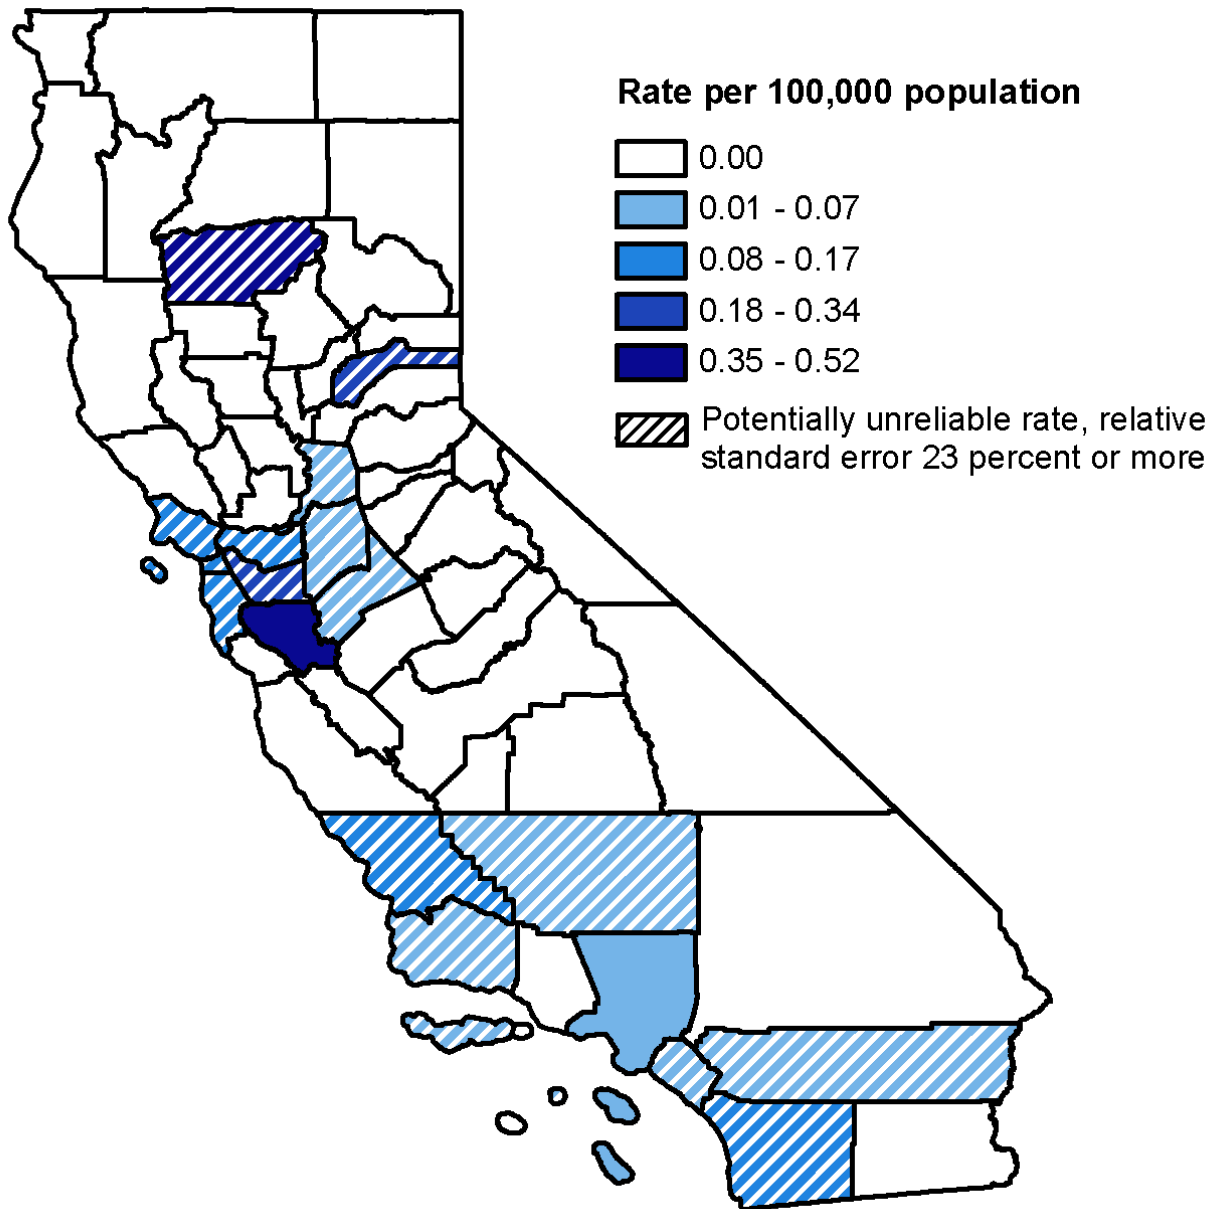 Rate per 100,000 population
0.00
0.01 - 0.07
0.08 - 0.17
0.18 - 0.34
0.35 - 0.52
Potentially unreliable rate, relative
standard error 23 percent or more